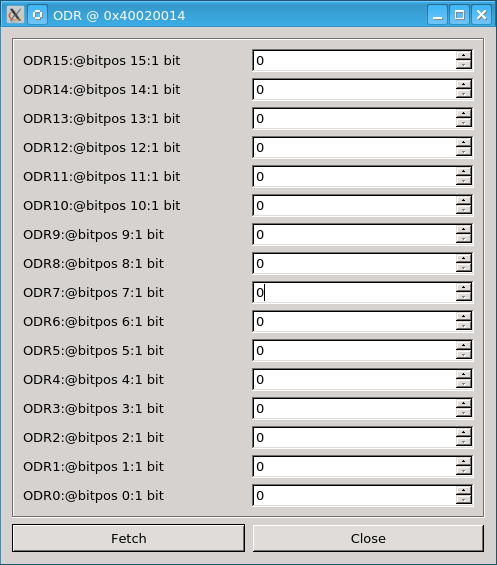 ODR @ 0x40020014
ODR15:@bitpos 15:1 bit 0
ODR14:@bitpos 14:1 bit 0
ODR13:@bitpos 13:1 bit 0
ODR12:@bitpos 12:1 bit 0
ODR11:@bitpos 11:1 bit 0
ODR10:@bitpos 10:1 bit 0
ODR9:@bitpos 9:1 bit 0
ODR8:@bitpos 8:1 bit 0
ODR7:@bitpos 7:1 bit 0
ODR6:@bitpos 6:1 bit 0
ODR5:@bitpos 5:1 bit 0
ODR4:@bitpos 4:1 bit 0
ODR3:@bitpos 3:1 bit 0
ODR2:@bitpos 2:1 bit 0
ODR1:@bitpos 1:1 bit 0
ODR0:@bitpos 0:1 bit 0
Fetch Close